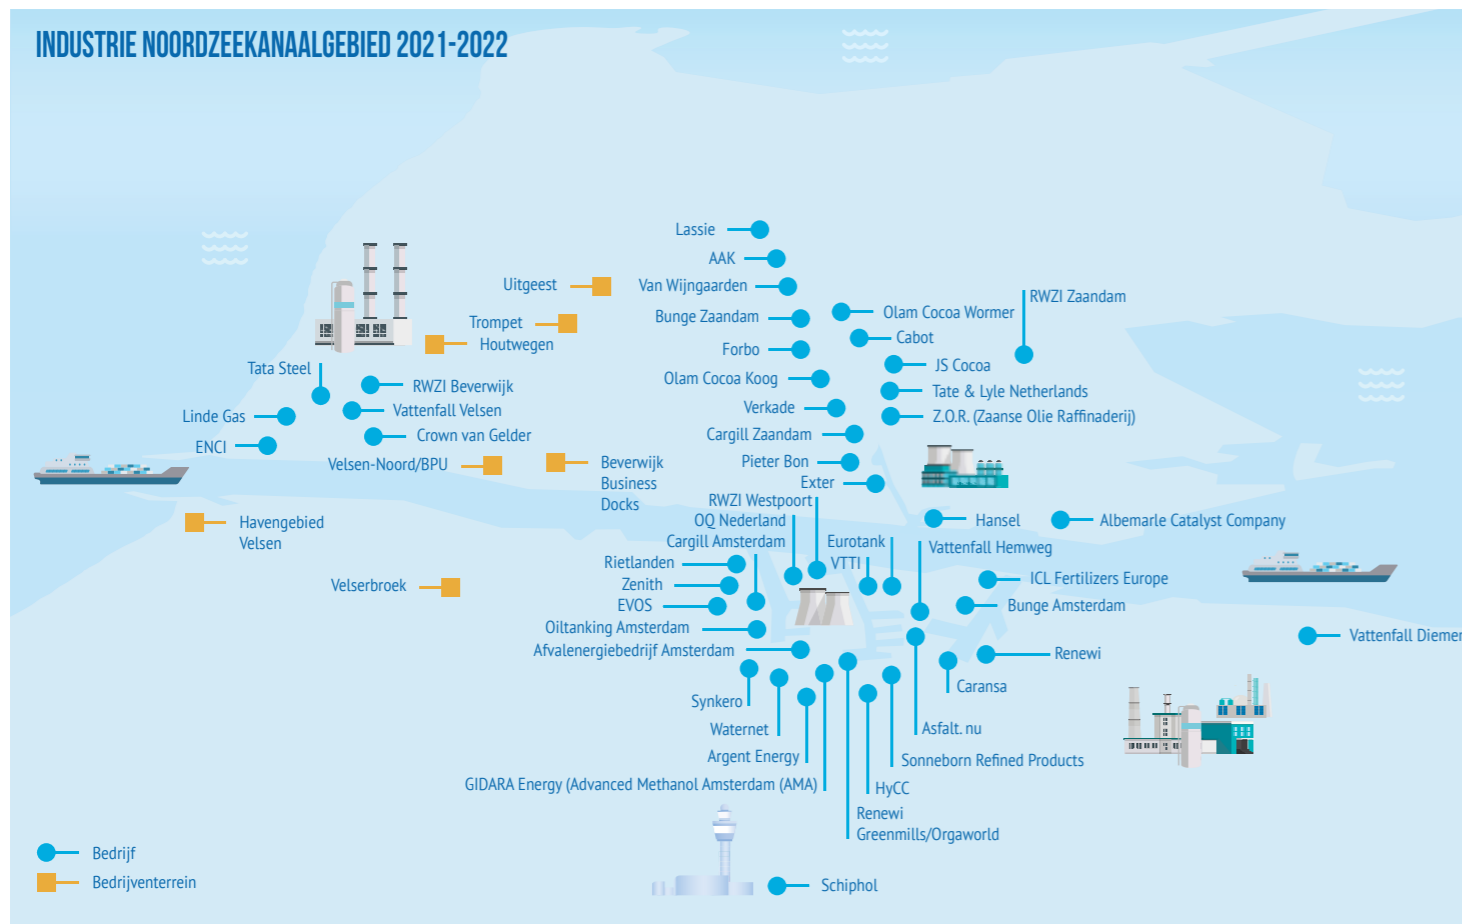 INDUSTRIE NOORDZEEKANAALGEBIED 2021-2022
Lassie
AAK
Uitgeest
Van Wijngaarden
RWZI Zaandam
Olam Cocoa Wormer
Bunge Zaandam
Trompet
Cabot
Houtwegen
Forbo
JS Cocoa
Tata Steel
Olam Cocoa Koog
RWZI Beverwijk
Tate & Lyle Netherlands
Vattenfall Velsen
Verkade
Linde Gas
Z.O.R. (Zaanse Olie Raffinaderij)
Crown van Gelder
Cargill Zaandam
ENCI
Velsen-Noord/BPU
Beverwijk
Business
Docks
Pieter Bon
Exter
RWZI Westpoort
OQ Nederland
Hansel
Albemarle Catalyst Company
Havengebied
Velsen
Cargill Amsterdam
Eurotank
Vattenfall Hemweg
Rietlanden
VTTI
Zenith
ICL Fertilizers Europe
Velserbroek
EVOS
Bunge Amsterdam
Oiltanking Amsterdam
Afvalenergiebedrijf Amsterdam
Renewi
Caransa
Synkero
Waternet
Asfalt. nu
Argent Energy
Sonneborn Refined Products
GIDARA Energy (Advanced Methanol Amsterdam (AMA)
HyCC
Renewi
Greenmills/Orgaworld
Vattenfall Diemen
Schiphol
Bedrijf
Bedrijventerrein